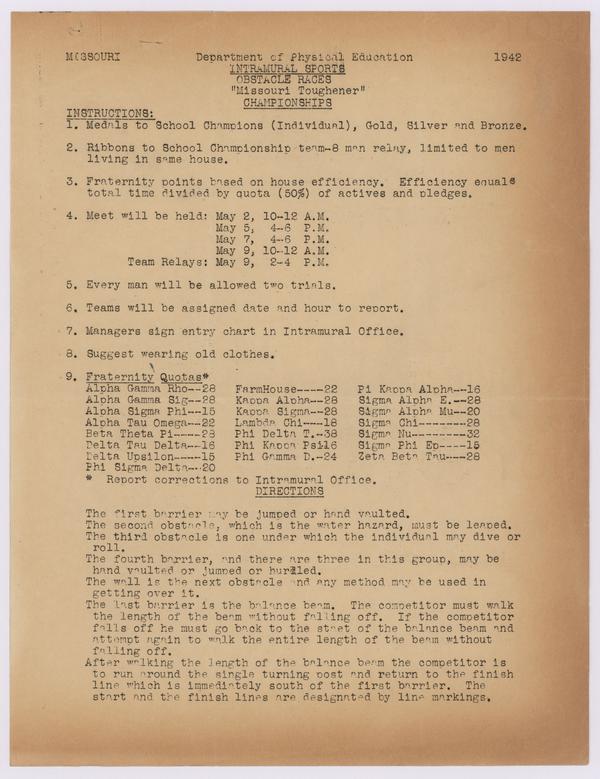 MISSOURI Department of Physical Education 1942
INTRAMURAL SPORTS
OBSTACLE RACES
"Missouri Toughener"
CHAMPIONSHIPS
INSTRUCTIONS:
1. Medals to School Champions (Individual), Gold, Silver and Bronze.
2. Ribbons to School Championship team-8 man relay, limited to men
living in same house.
3. Fraternity points based on house efficiency. Efficiency equals
total time divided by quota (50%) of actives and pledges.
4. Meet will be held: May 2, 10-12 A.M.
May 5, 4-6 P.M.
May 7, 4-6 P.M.
May 9, 10-12 A.M.
Team Relays: May 9, 2-4 P.M.
5. Every man will be allowed two trials.
6. Teams will be assigned date and hour to report.
7. Managers sign entry chart in Intramural Office.
8. Suggest wearing old clothes.
9. Fraternity Quotas*
Alpha Gamma Rho--28 FarmHouse----22 Pi Kappa Alpha--16
Alpha Gamma Sig--28 Kappa Alpha--28 Sigma Alpha E.--28
Alpha Sigma Phi--15 Kappa Sigma--28 Sigma Alpha Mu--20
Alpha Tau Omega--22 Lambda Chi---18 Sigma Chi--------28
Beta Theta Pi-----28 Phi Delta T.-38 Sigma Nu---------32
Delta Tau Delta--16 Phi Kappa Psi16 Sigma Phi Ep----15
Delta Upsilon-----15 Phi Gamma D.-24 Zeta Beta Tau---28
Phi Sigma Delta--20
* Report corrections to Intramural Office.
DIRECTIONS
The first barrier may be jumped or hand vaulted.
The second obstacle, which is the water hazard, must be leaped.
The third obstacle is one under which the individual may dive or
roll.
The fourth barrier, and there are three in this group, may be
hand vaulted or jumped or hurdled.
The wall is the next obstacle and any method may be used in
getting over it.
The last barrier is the balance beam. The competitor must walk
the length of the beam without falling off. If the competitor
falls off he must go back to the start of the balance beam and
attempt again to walk the entire length of the beam without
falling off.
After walking the length of the balance beam the competitor is
to run around the single turning post and return to the finish
line which is immediately south of the first barrier. The
start and the finish lines are designated by line markings.